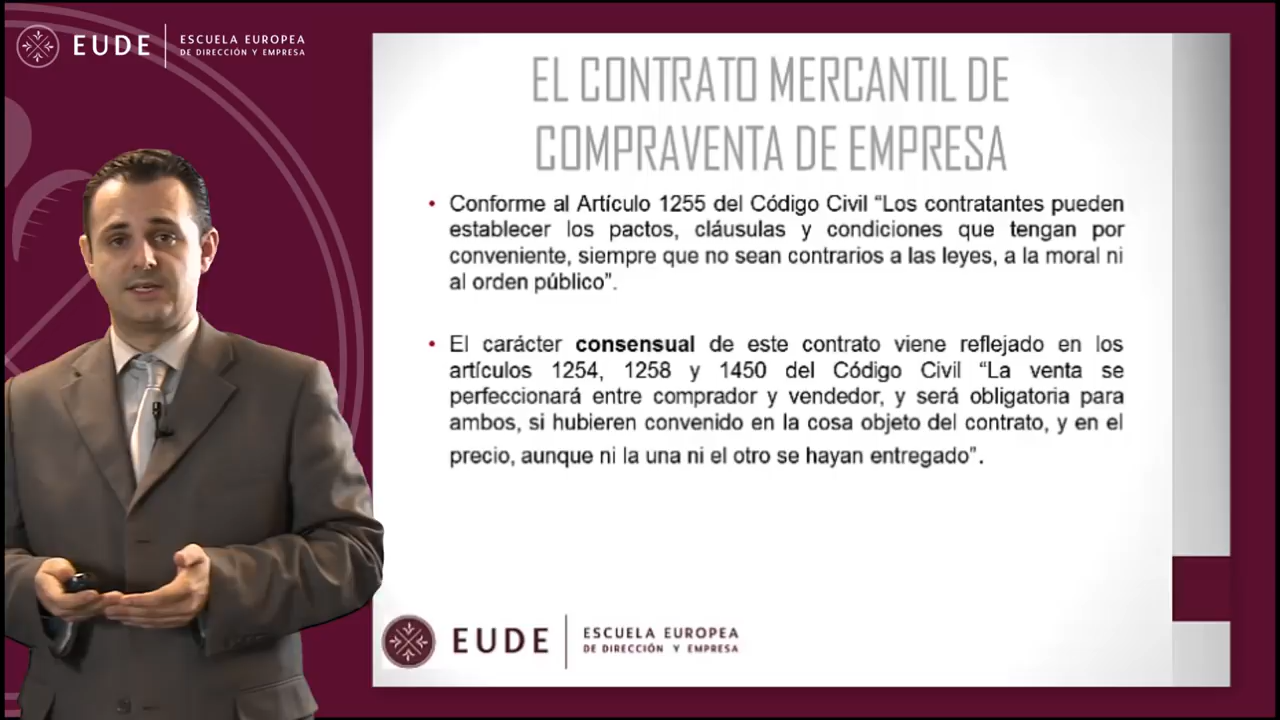 EUDE
ESCUELA EUROPEA
DE DIRECCIÓN Y EMPRESA
EL CONTRATO MERCANTIL DE
COMPRAVENTA DE EMPRESA
• Conforme al Artículo 1255 del Código Civil “Los contratantes pueden
establecer los pactos, cláusulas y condiciones que tengan por
conveniente, siempre que no sean contrarios a las leyes, a la moral ni
al orden público”.
• El carácter consensual de este contrato viene reflejado en los
artículos 1254, 1258 y 1450 del Código Civil “La venta se
perfeccionará entre comprador y vendedor, y será obligatoria para
ambos, si hubieren convenido en la cosa objeto del contrato, y en el
precio, aunque ni la una ni el otro se hayan entregado”.
EUDE
ESCUELA EUROPEA
DE DIRECCIÓN Y EMPRESA